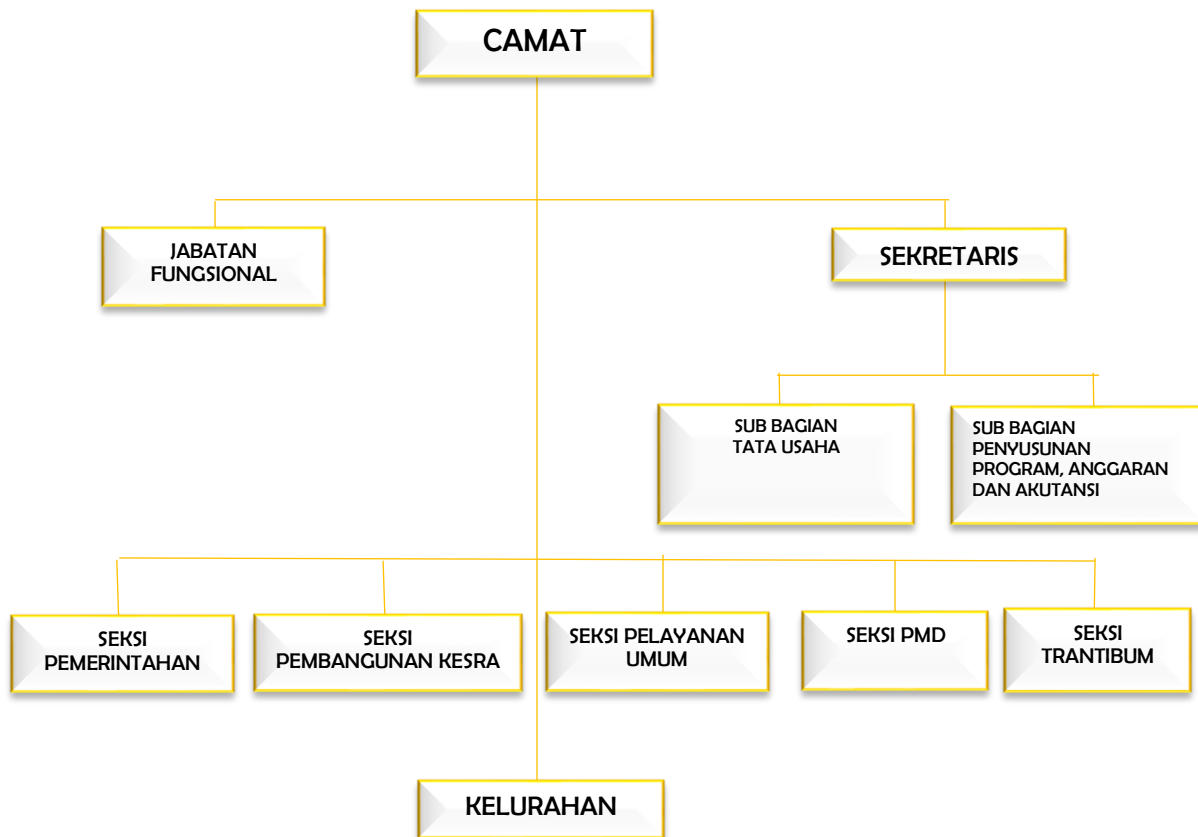 CAMAT
JABATAN
FUNGSIONAL
SEKRETARIS
SUB BAGIAN
TATA USAHA
SUB BAGIAN
PENYUSUNAN
PROGRAM, ANGGARAN
DAN AKUTANSI
SEKSI
PEMERINTAHAN
SEKSI
PEMBANGUNAN KESRA
SEKSI PELAYANAN
UMUM
SEKSI PMD
SEKSI
TRANTIBUM
KELURAHAN